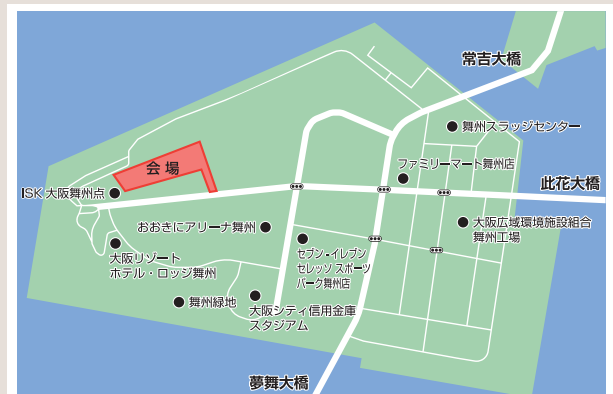 常吉大橋
舞州スラッジセンター
会場
ファミリーマート舞州店
ISK 大阪舞州点
此花大橋
おおきにアリーナ舞州
大阪広域環境施設組合
舞州工場
セブン-イレブン
セレッソ スポーツ
パーク舞州店
大阪リゾート
ホテル・ロッジ舞州
舞州緑地
大阪シティ信用金庫
スタジアム
夢舞大橋